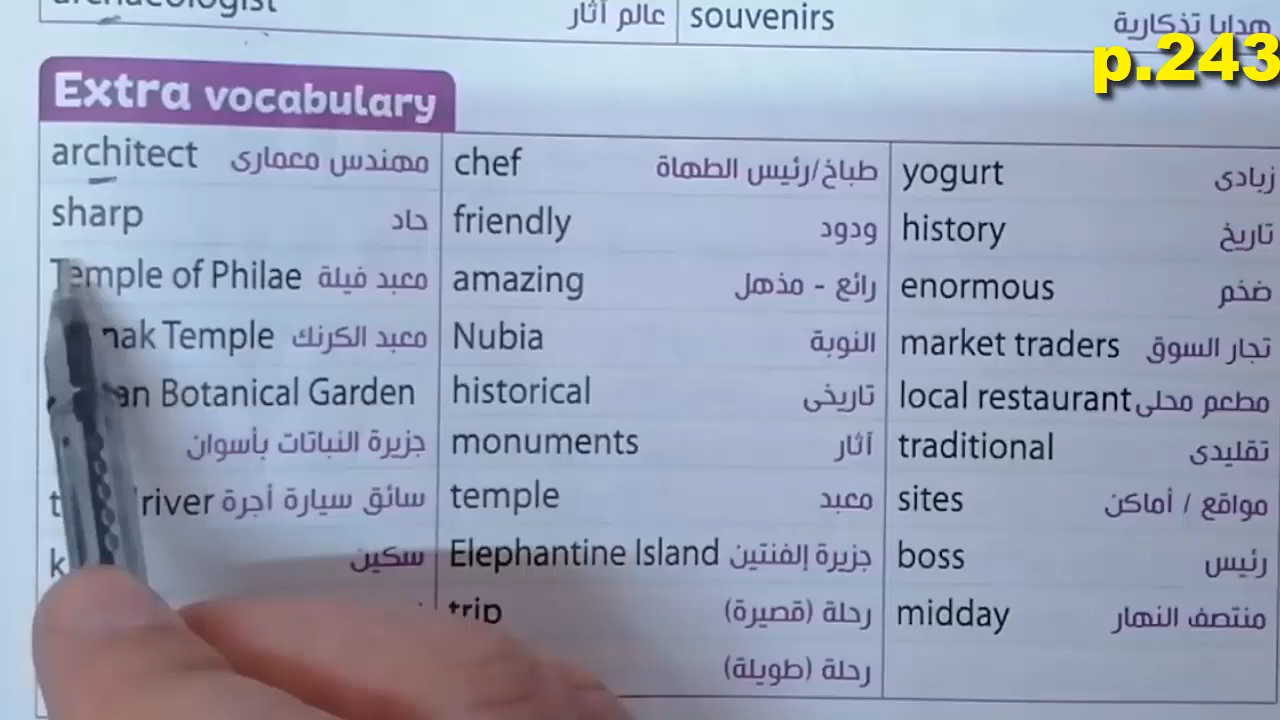 archaeologist عالم آثار souvenirs هدايا تذكارية
p.243
Extra vocabulary
architect مهندس معمارى chef طباخ/رئيس الطهاة yogurt زبادى
sharp حاد friendly ودود history تاريخ
Temple of Philae معبد فيلة amazing رائع - مذهل enormous ضخم
Temple معبد الكرنك Nubia النوبة market traders تجار السوق
Botanical Garden historical تاريخى local restaurant مطعم محلى
جزيرة النباتات بأسوان monuments آثار traditional تقليدى
سائق سيارة أجرة temple معبد sites مواقع / أماكن
سكين Elephantine Island جزيرة إلفنتين boss رئيس
trip رحلة (قصيرة) midday منتصف النهار
رحلة (طويلة)